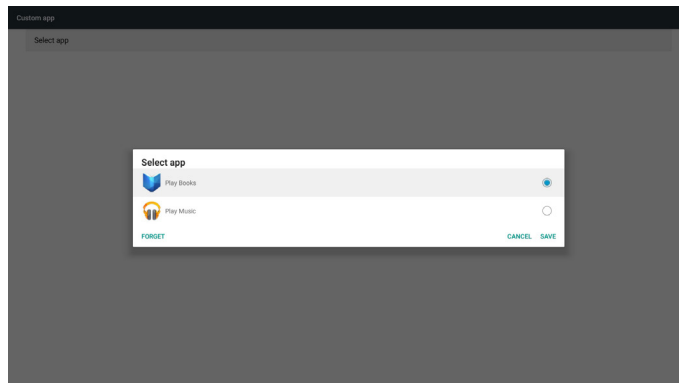 Custom app
Select app
Select app
Play Books
Play Music
FORGET CANCEL SAVE